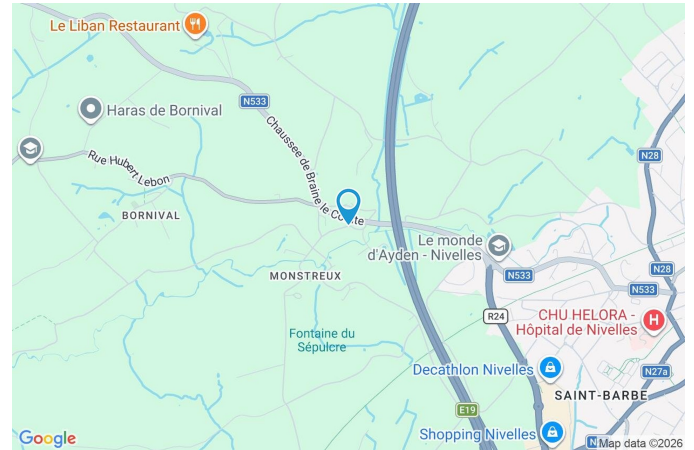 Le Liban Restaurant
N533
Haras de Bornival
Chaussee de Braine le Comte
N28
Rue Hubert Lebon
BORNIVAL
Le monde
d'Ayden - Nivelles
N533
N28
MONSTREUX
N533
R24
CHU HELORA -
Hôpital de Nivelles
Fontaine du
Sépulcre
Decathlon Nivelles
N27a
SAINT-BARBE
E19
Shopping Nivelles
Google
Map data ©2026